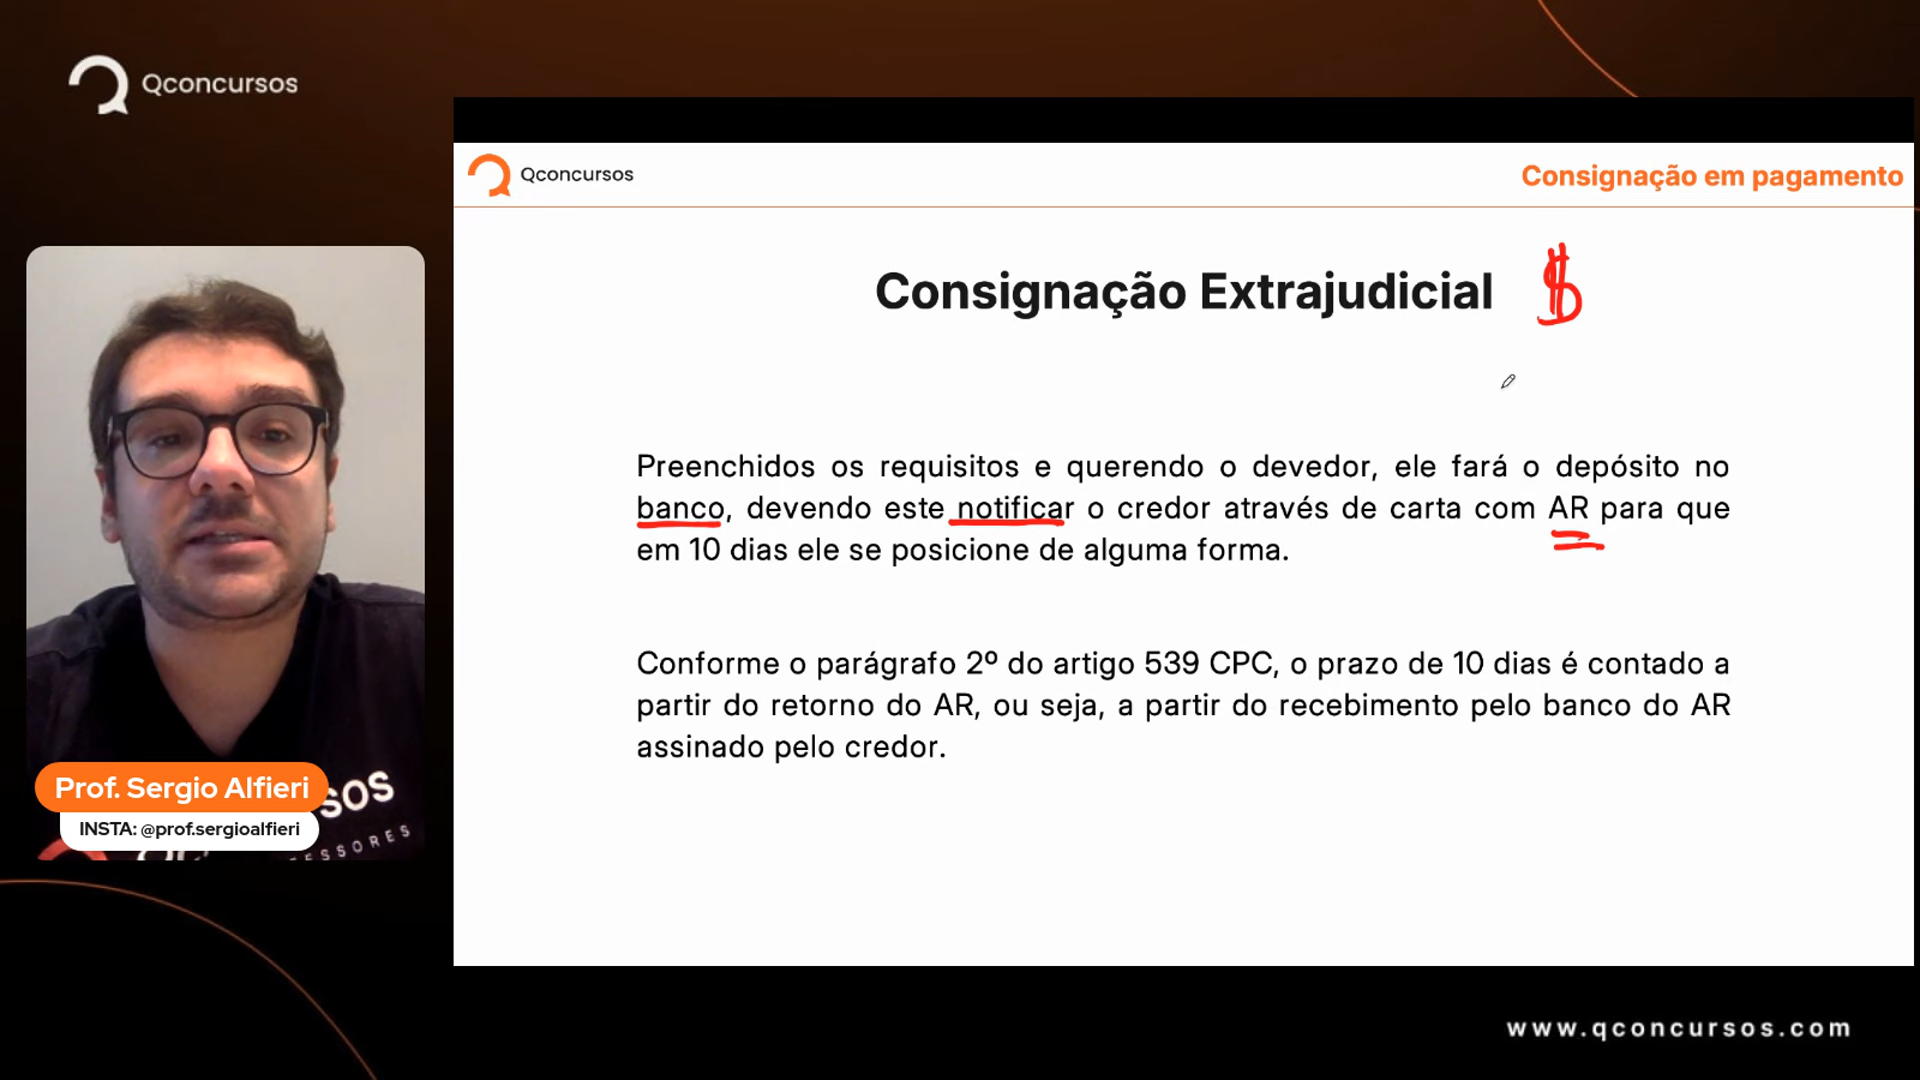 Qconcursos
Qconcursos
Consignação em pagamento
Consignação Extrajudicial $
Preenchidos os requisitos e querendo o devedor, ele fará o depósito no
banco, devendo este notificar o credor através de carta com AR para que
em 10 dias ele se posicione de alguma forma.
Conforme o parágrafo 2º do artigo 539 CPC, o prazo de 10 dias é contado a
partir do retorno do AR, ou seja, a partir do recebimento pelo banco do AR
assinado pelo credor.
Prof. Sergio Alfieri
INSTA: @prof.sergioalfieri
www.qconcursos.com